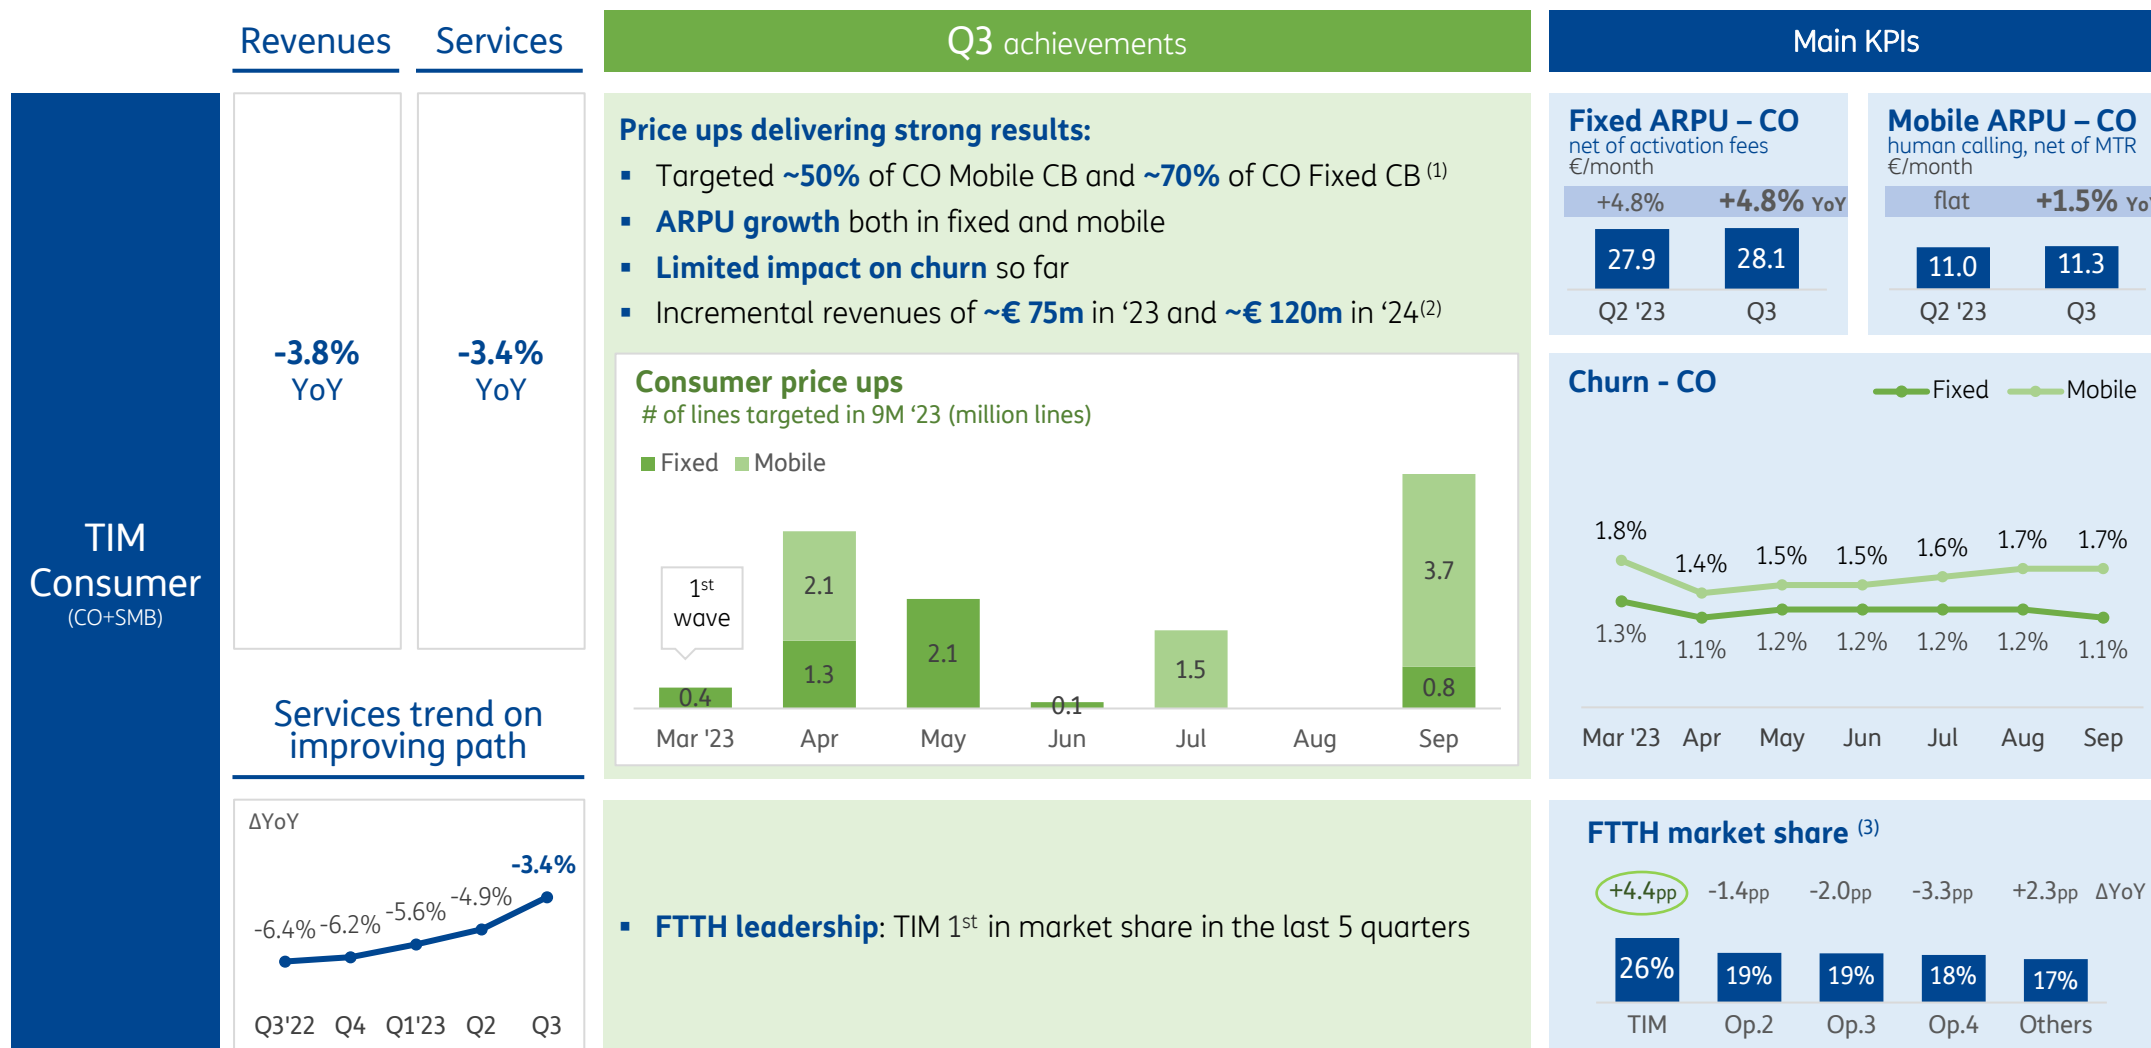 Revenues
Services
Q3 achievements
Main KPIs
TIM
Consumer
(CO+SMB)
-3.8%
YoY
-3.4%
YoY
Services trend on
improving path
ΔYoY
-6.4%
-6.2%
-5.6%
-4.9%
-3.4%
Q3'22 Q4 Q1'23 Q2 Q3
Price ups delivering strong results:
▪ Targeted ~50% of CO Mobile CB and ~70% of CO Fixed CB (1)
▪ ARPU growth both in fixed and mobile
▪ Limited impact on churn so far
▪ Incremental revenues of ~€ 75m in ‘23 and ~€ 120m in ‘24(2)
Consumer price ups
# of lines targeted in 9M ‘23 (million lines)
Fixed Mobile
1st
wave
0.4
2.1
1.3
2.1
0.1
1.5
3.7
0.8
Mar '23 Apr May Jun Jul Aug Sep
▪ FTTH leadership: TIM 1st in market share in the last 5 quarters
Fixed ARPU – CO
net of activation fees
€/month
+4.8% +4.8% YoY
27.9 28.1
Q2 '23 Q3
Mobile ARPU – CO
human calling, net of MTR
€/month
flat +1.5% Yo
11.0 11.3
Q2 '23 Q3
Churn - CO
Fixed Mobile
1.8% 1.4% 1.5% 1.5% 1.6% 1.7% 1.7%
1.3% 1.1% 1.2% 1.2% 1.2% 1.2% 1.1%
Mar '23 Apr May Jun Jul Aug Sep
FTTH market share (3)
+4.4pp -1.4pp -2.0pp -3.3pp +2.3pp ΔYoY
26% 19% 19% 18% 17%
TIM Op.2 Op.3 Op.4 Others